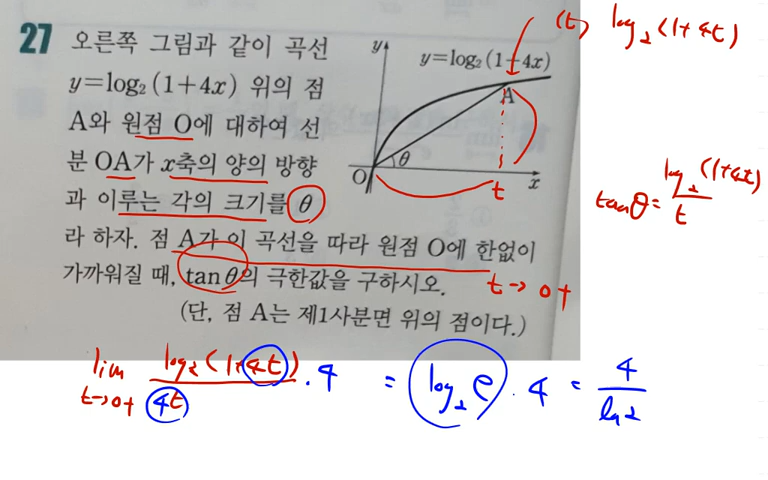 27 오른쪽 그림과 같이 곡선
y=log₂(1+4x) 위의 점
A와 원점 O에 대하여 선
분 OA가 x축의 양의 방향
과 이루는 각의 크기를 θ
라 하자. 점 A가 이 곡선을 따라 원점 O에 한없이
가까워질 때, tanθ의 극한값을 구하시오.
(단, 점 A는 제1사분면 위의 점이다.)
y
y=log₂(1+4x)
A
θ
O
t
x
(t) log₂(1+4t)
tanθ = log₂(1+4t) / t
t→0+
lim t→0+ log₂(1+4t) / 4t · 4 = log₂e · 4 = 4 / ln2